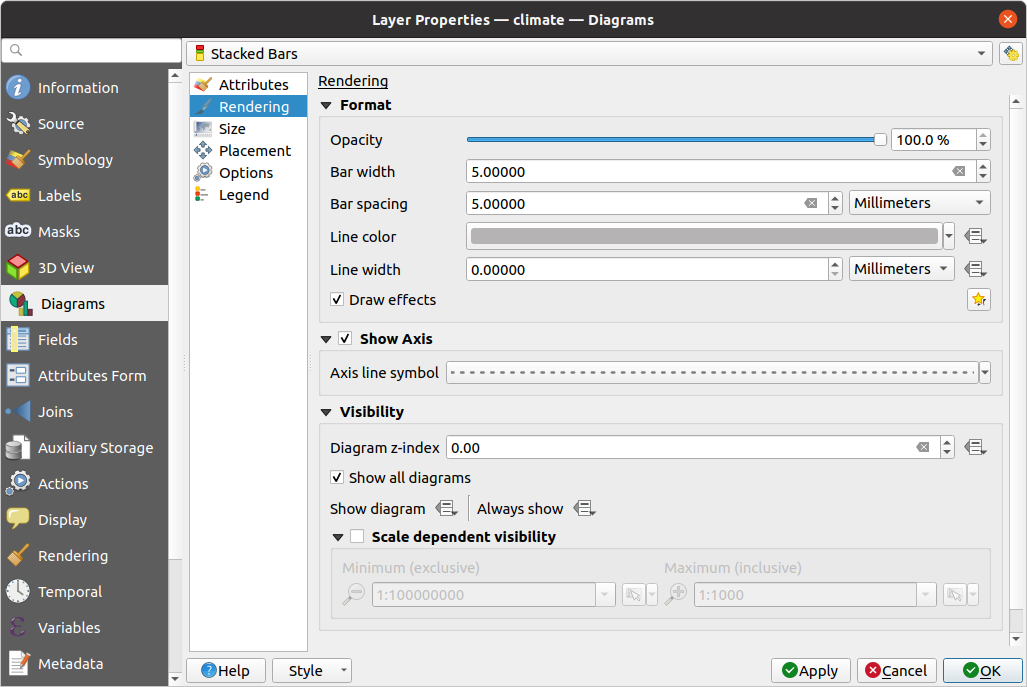 Layer Properties — climate — Diagrams
Stacked Bars
Information
Source
Symbology
abc Labels
abc Masks
3D View
Diagrams
Fields
Attributes Form
Joins
Auxiliary Storage
Actions
Display
Rendering
Temporal
Variables
Metadata
Attributes
Rendering
Size
Placement
Options
Legend
Rendering
Format
Opacity 100.0 %
Bar width 5.00000
Bar spacing 5.00000 Millimeters
Line color
Line width 0.00000 Millimeters
Draw effects
Show Axis
Axis line symbol
Visibility
Diagram z-index 0.00
Show all diagrams
Show diagram Always show
Scale dependent visibility
Minimum (exclusive) Maximum (inclusive)
1:100000000 1:1000
Help Style Apply Cancel OK